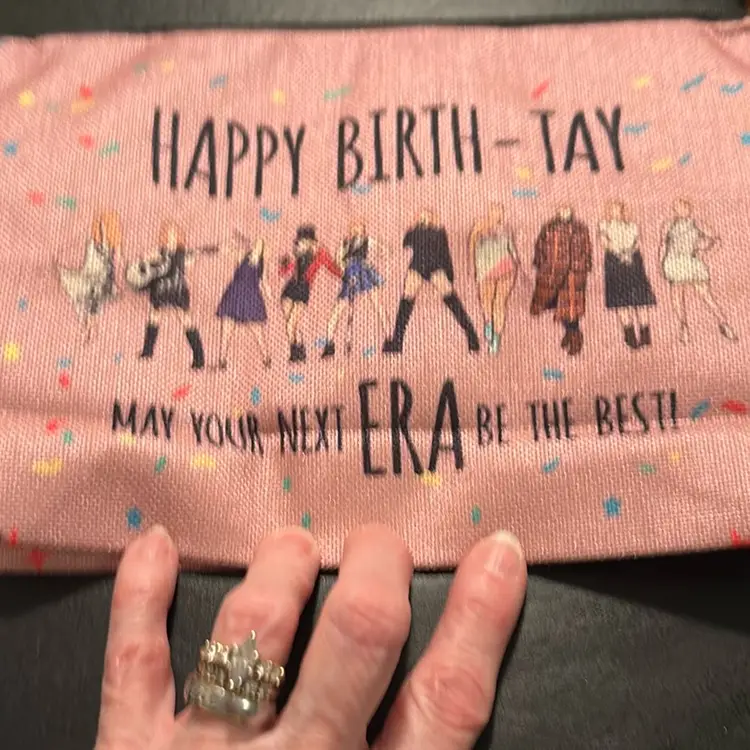 HAPPY BIRTH-TAY
MAY YOUR NEXT ERA BE THE BEST!